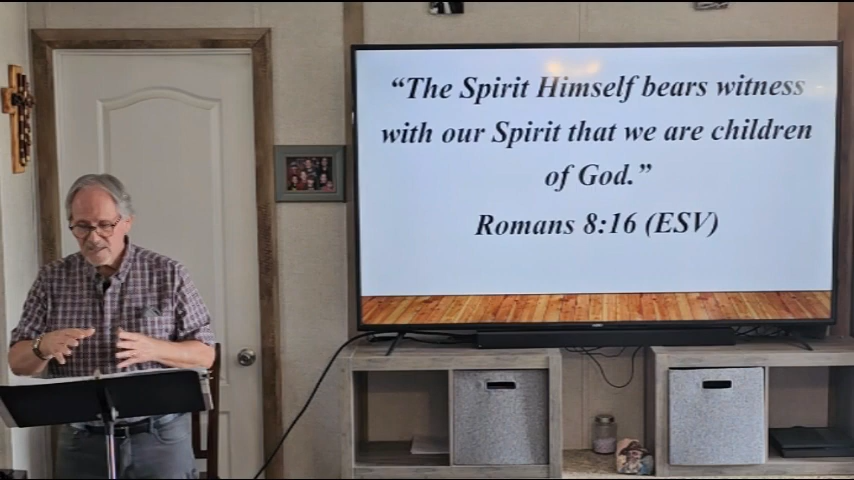 “The Spirit Himself bears witness
with our Spirit that we are children
of God.”
Romans 8:16 (ESV)